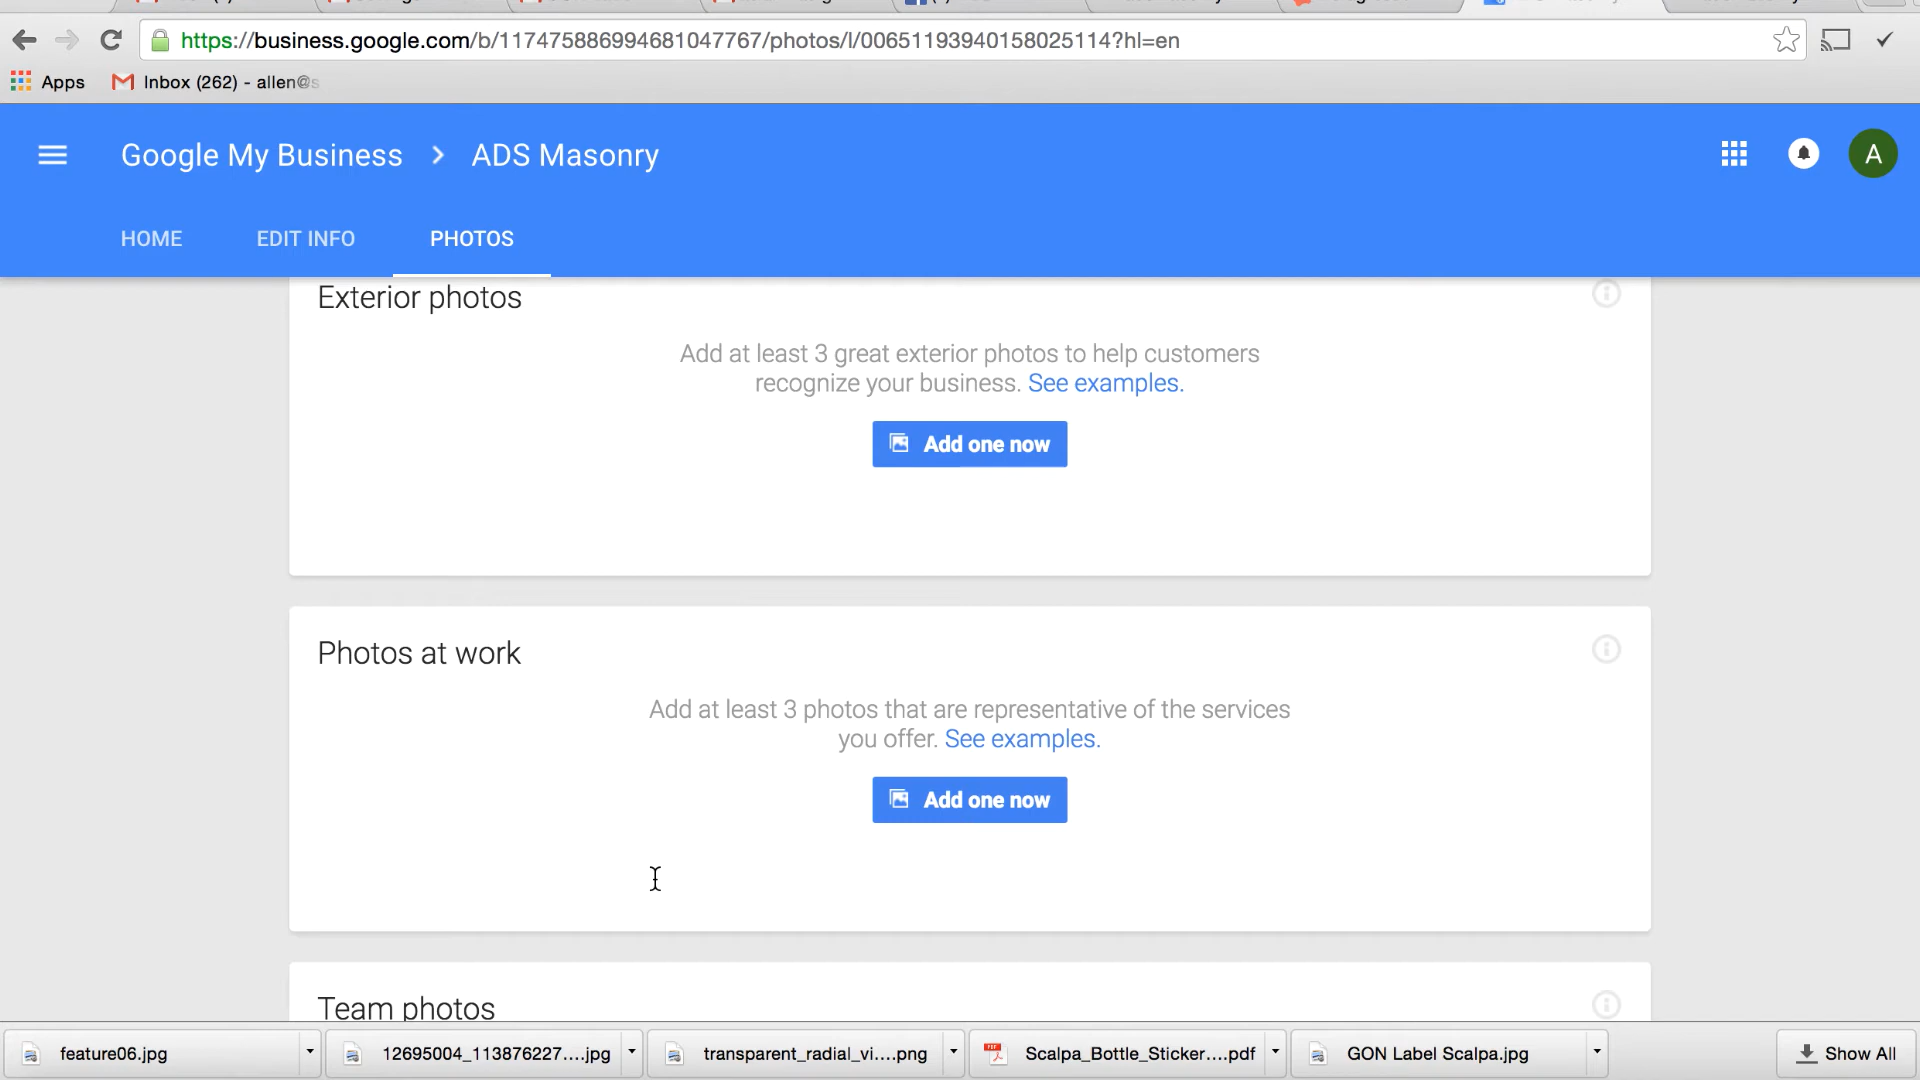 https://business.google.com/b/117475886994681047767/photos/l/00651193940158025114?hl=en
Apps Inbox (262) - allen@s
Google My Business > ADS Masonry A
HOME EDIT INFO PHOTOS
Exterior photos
Add at least 3 great exterior photos to help customers
recognize your business. See examples.
Add one now
Photos at work
Add at least 3 photos that are representative of the services
you offer. See examples.
Add one now
Team photos
feature06.jpg 12695004_113876227....jpg transparent_radial_vi....png Scalpa_Bottle_Sticker....pdf GON Label Scalpa.jpg Show All